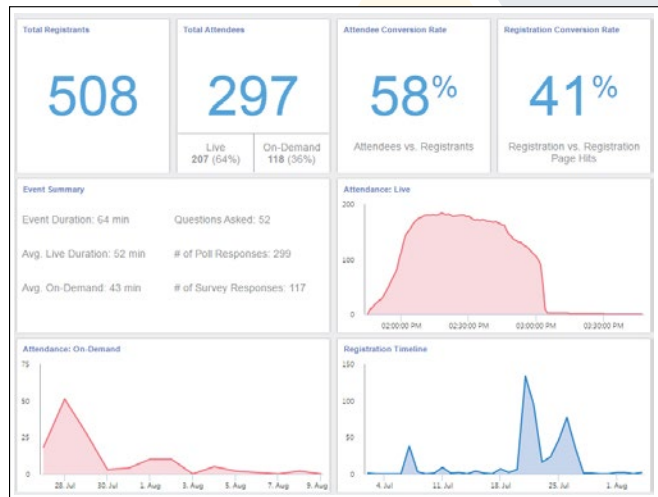 Total Registrants
508
Total Attendees
297
Live
207 (64%)
On-Demand
118 (36%)
Attendee Conversion Rate
58%
Attendees vs. Registrants
Registration Conversion Rate
41%
Registration vs. Registration
Page Hits
Event Summary
Event Duration: 64 min
Questions Asked: 52
Avg. Live Duration: 52 min
# of Poll Responses: 299
Avg. On-Demand: 43 min
# of Survey Responses: 117
Attendance: Live
200
100
0
02:00:00 PM
02:20:00 PM
03:00:00 PM
03:20:00 PM
Attendance: On-Demand
75
50
25
0
28. Jul
30. Jul
1. Aug
3. Aug
5. Aug
7. Aug
9. Aug
Registration Timeline
150
100
50
0
4. Jul
11. Jul
18. Jul
25. Jul
1. Aug